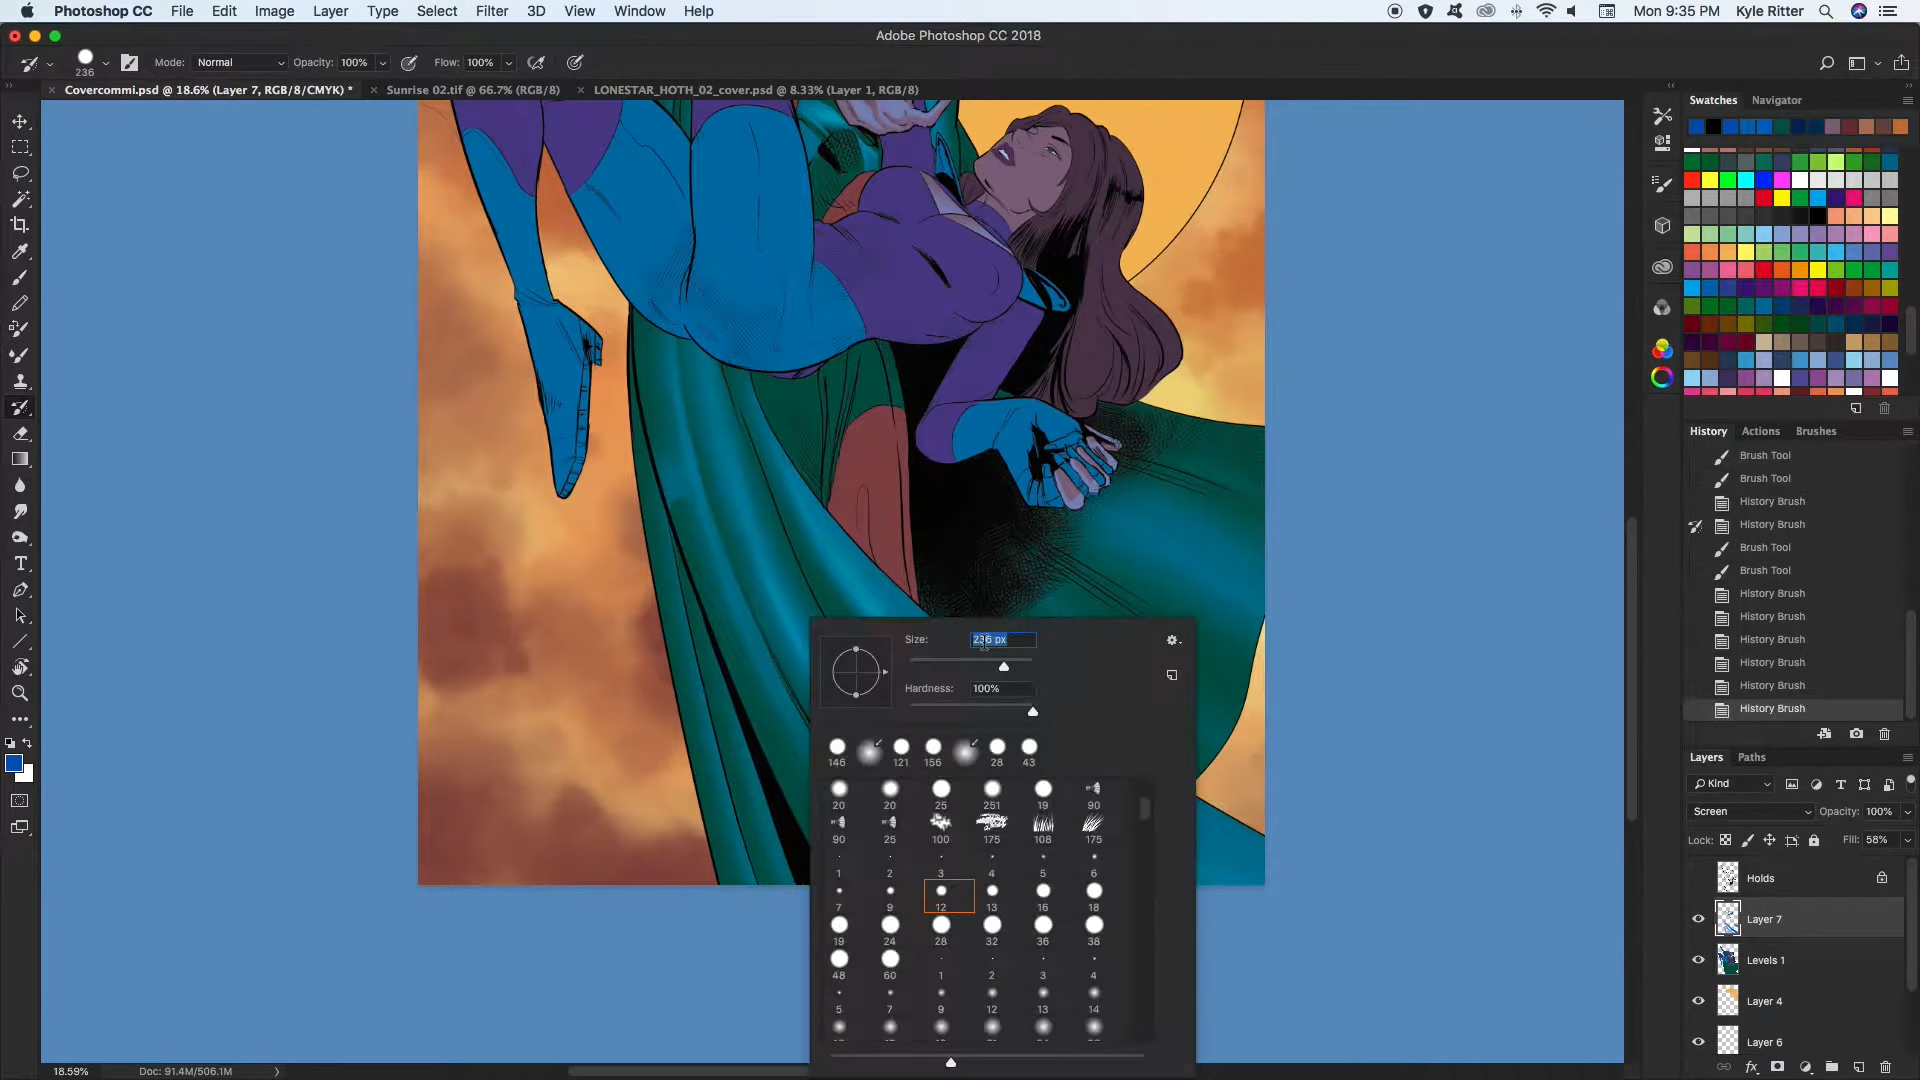 Photoshop CC File Edit Image Layer Type Select Filter 3D View Window Help Mon 9:35 PM Kyle Ritter
Adobe Photoshop CC 2018
236 Mode: Normal Opacity: 100% Flow: 100%
Covercommi.psd @ 18.6% (Layer 7, RGB/8/CMYK) * Sunrise 02.tif @ 66.7% (RGB/8) LONESTAR_HOTH_02_cover.psd @ 8.33% (Layer 1, RGB/8)
Swatches Navigator
History Actions Brushes
Brush Tool
Brush Tool
History Brush
History Brush
Brush Tool
Brush Tool
History Brush
History Brush
History Brush
History Brush
History Brush
History Brush
Size: 236 px
Hardness: 100%
146 121 156 28 43
20 20 25 251 19 90
90 25 100 175 108 175
1 2 3 4 5 6
7 9 12 13 16 18
19 24 28 32 36 38
48 60 1 2 3 4
5 7 9 12 13 14
Layers Paths
Kind
Screen Opacity: 100%
Lock: Fill: 58%
Holds
Layer 7
Levels 1
Layer 4
Layer 6
18.59% Doc: 91.4M/506.1M